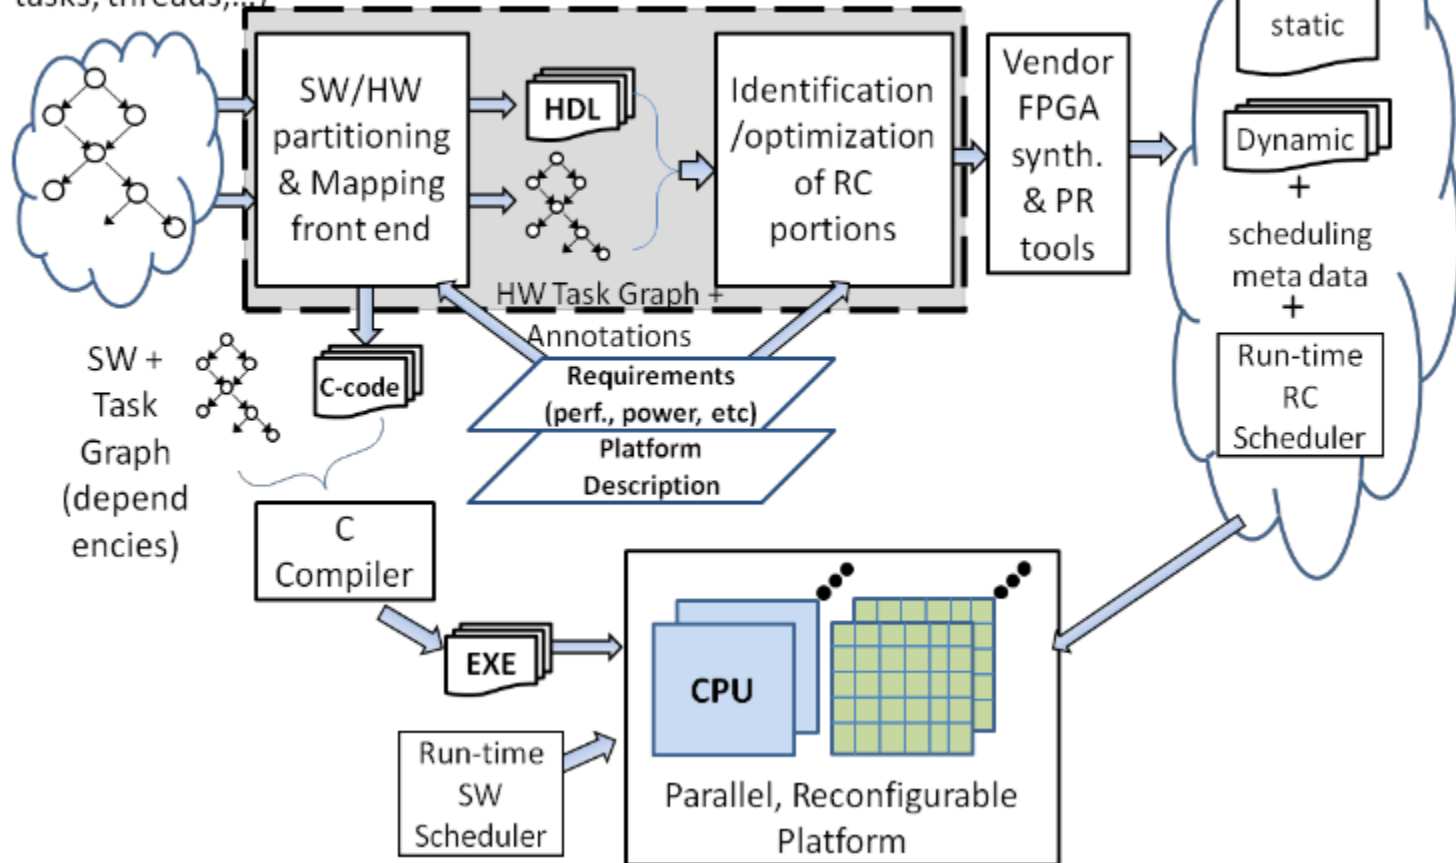 tasks, threads,...)
SW/HW
partitioning
& Mapping
front end
HDL
HW Task Graph +
Annotations
Identification
/optimization
of RC
portions
Vendor
FPGA
synth.
& PR
tools
static
Dynamic
+
scheduling
meta data
+
Run-time
RC
Scheduler
SW +
Task
Graph
(depend
encies)
C-code
Requirements
(perf., power, etc)
Platform
Description
C
Compiler
EXE
Run-time
SW
Scheduler
CPU
Parallel, Reconfigurable
Platform